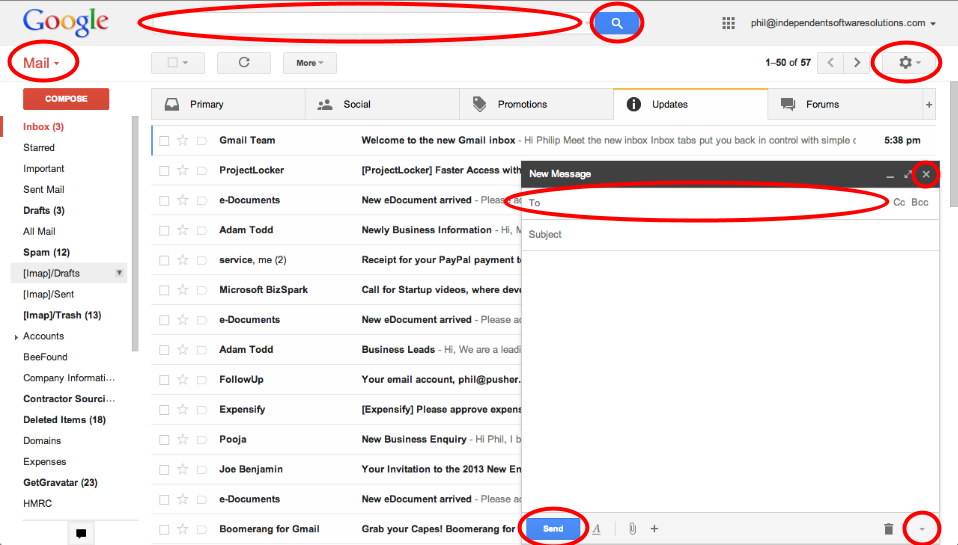 Google
phil@independentsoftwaresolutions.com
Mail
More
1–50 of 57
COMPOSE
Primary
Social
Promotions
Updates
Forums
+
Inbox (3)
Starred
Important
Sent Mail
Drafts (3)
All Mail
Spam (12)
[Imap]/Drafts
[Imap]/Sent
[Imap]/Trash (13)
Accounts
BeeFound
Company Informati...
Contractor Sourci...
Deleted Items (18)
Domains
Expenses
GetGravatar (23)
HMRC
Gmail Team Welcome to the new Gmail inbox - Hi Philip Meet the new inbox Inbox tabs put you back in control with simple 5:38 pm
ProjectLocker [ProjectLocker] Faster Access with
e-Documents New eDocument arrived - Please
Adam Todd Newly Business Information - Hi,
service, me (2) Receipt for your PayPal payment
Microsoft BizSpark Call for Startup videos, where
e-Documents New eDocument arrived - Please
Adam Todd Business Leads - Hi, We are a
FollowUp Your email account, phil@pusher.
Expensify [Expensify] Please approve
Pooja New Business Enquiry - Hi Phil, I
Joe Benjamin Your Invitation to the 2013 New
e-Documents New eDocument arrived - Please
Boomerang for Gmail Grab your Capes! Boomerang for
New Message
To
Cc Bcc
Subject
Send A +